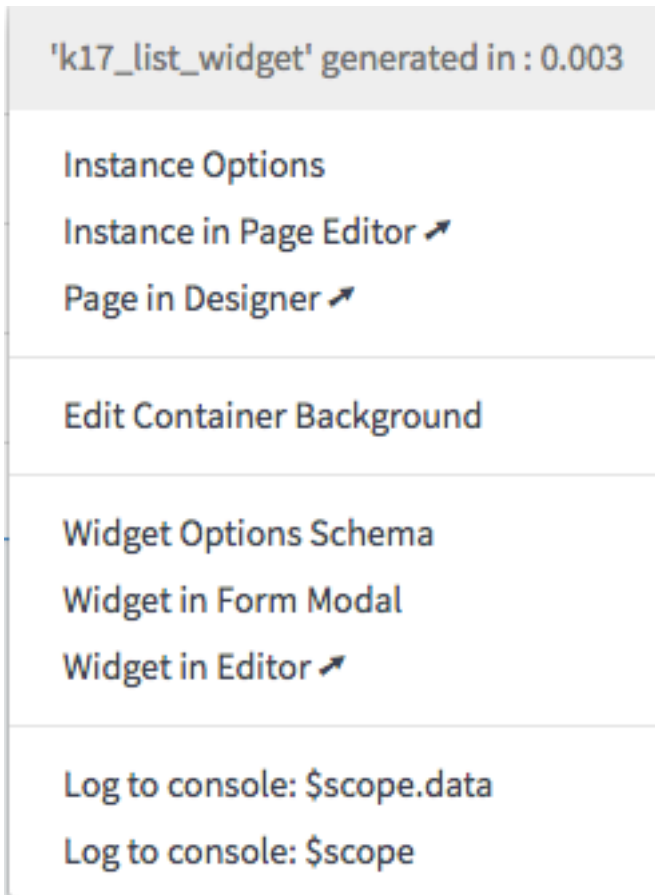 'k17_list_widget' generated in : 0.003
Instance Options
Instance in Page Editor ➚
Page in Designer ➚
Edit Container Background
Widget Options Schema
Widget in Form Modal
Widget in Editor ➚
Log to console: $scope.data
Log to console: $scope